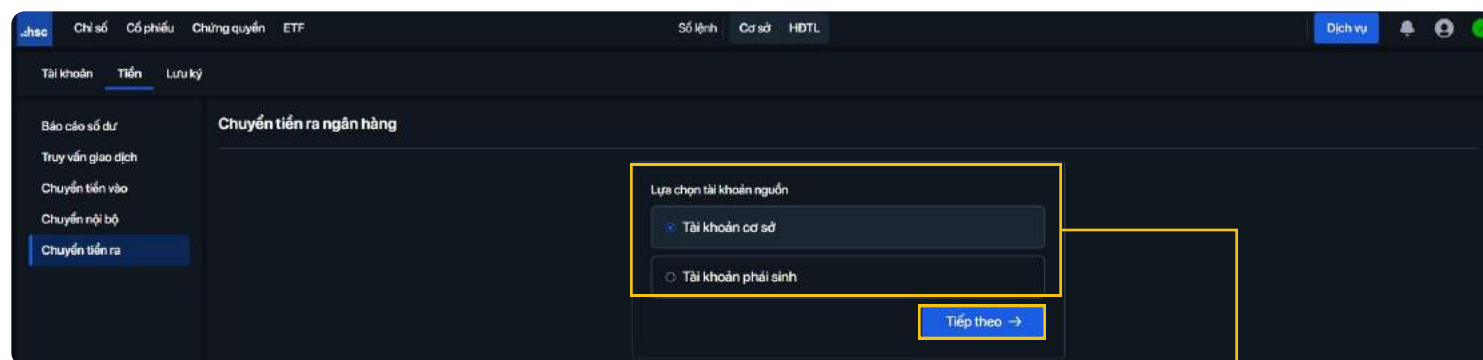 .:hsc Chỉ số Cổ phiếu Chứng quyền ETF Sổ lệnh Cơ sở HĐTL Dịch vụ
Tài khoản Tiền Lưu ký
Báo cáo số dư
Truy vấn giao dịch
Chuyển tiền vào
Chuyển nội bộ
Chuyển tiền ra
Chuyển tiền ra ngân hàng
Lựa chọn tài khoản nguồn
Tài khoản cơ sở
Tài khoản phái sinh
Tiếp theo →